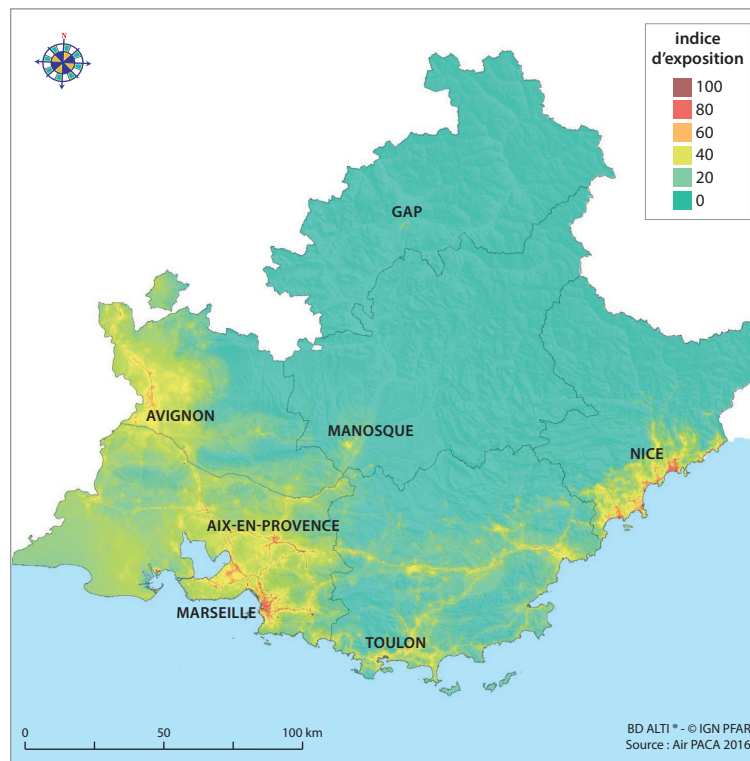 N
indice
d'exposition
100
80
60
40
20
0
GAP
AVIGNON
MANOSQUE
NICE
AIX-EN-PROVENCE
MARSEILLE
TOULON
0 50 100 km
BD ALTI ® - © IGN PFAR
Source : Air PACA 2016